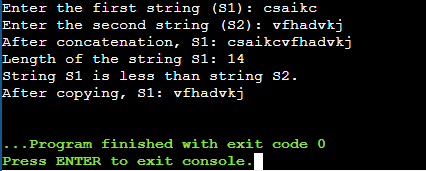 Enter the first string (S1): csaikc
Enter the second string (S2): vfhadvkj
After concatenation, S1: csaikcvfhadvkj
Length of the string S1: 14
String S1 is less than string S2.
After copying, S1: vfhadvkj
...Program finished with exit code 0
Press ENTER to exit console.